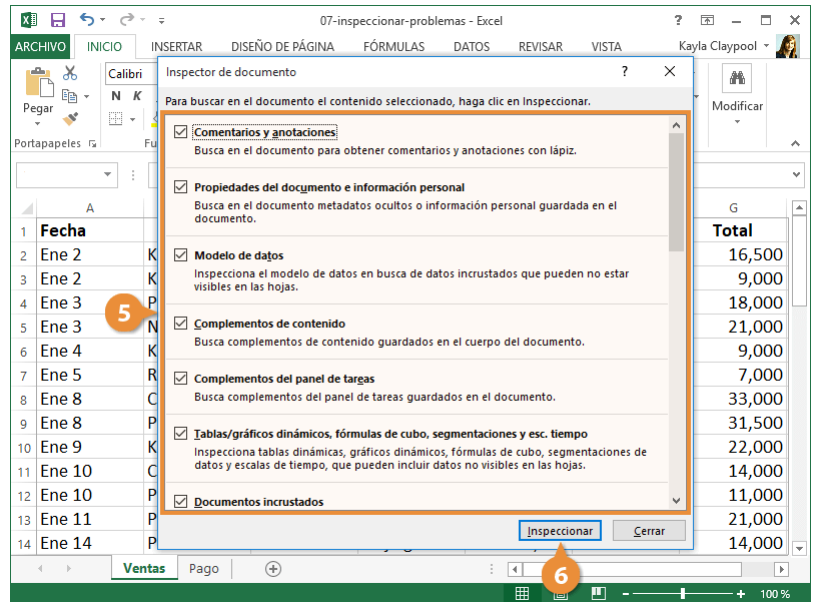 07-inspeccionar-problemas - Excel
ARCHIVO INICIO INSERTAR DISEÑO DE PÁGINA FÓRMULAS DATOS REVISAR VISTA Kayla Claypool
Pegar
Calibri
N K
Portapapeles
Fu
Modificar
Inspector de documento
Para buscar en el documento el contenido seleccionado, haga clic en Inspeccionar.
Comentarios y anotaciones
Busca en el documento para obtener comentarios y anotaciones con lápiz.
Propiedades del documento e información personal
Busca en el documento metadatos ocultos o información personal guardada en el
documento.
Modelo de datos
Inspecciona el modelo de datos en busca de datos incrustados que pueden no estar
visibles en las hojas.
Complementos de contenido
Busca complementos de contenido guardados en el cuerpo del documento.
Complementos del panel de tareas
Busca complementos del panel de tareas guardados en el documento.
Tablas/gráficos dinámicos, fórmulas de cubo, segmentaciones y esc. tiempo
Inspecciona tablas dinámicas, gráficos dinámicos, fórmulas de cubo, segmentaciones de
datos y escalas de tiempo, que pueden incluir datos no visibles en las hojas.
Documentos incrustados
Inspeccionar Cerrar
5
6
A G
1 Fecha Total
2 Ene 2 K 16,500
3 Ene 2 K 9,000
4 Ene 3 P 18,000
5 Ene 3 N 21,000
6 Ene 4 K 9,000
7 Ene 5 R 7,000
8 Ene 8 C 33,000
9 Ene 8 P 31,500
10 Ene 9 K 22,000
11 Ene 10 C 14,000
12 Ene 10 P 11,000
13 Ene 11 P 21,000
14 Ene 14 P 14,000
Ventas Pago
100 %